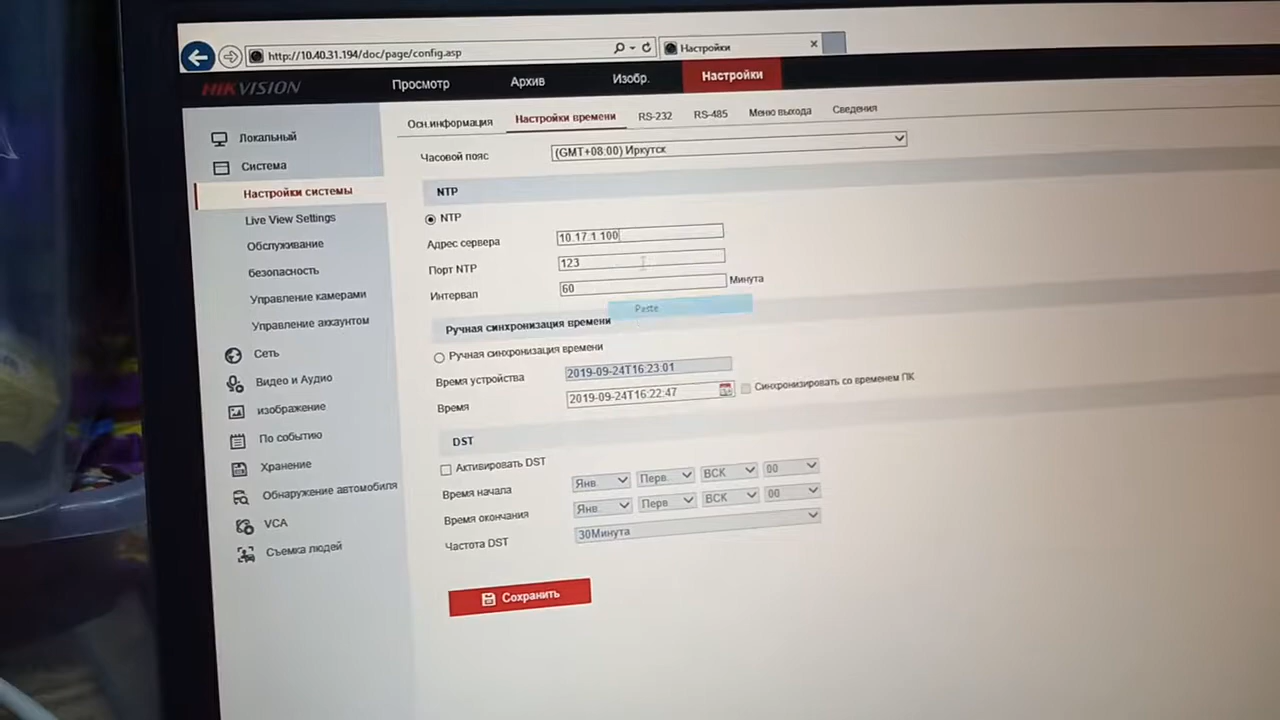 http://10.40.31.194/doc/page/config.asp
Настройки
HIKVISION
Просмотр
Архив
Изобр.
Настройки
Локальный
Система
Настройки системы
Live View Settings
Обслуживание
безопасность
Управление камерами
Управление аккаунтом
Сеть
Видео и Аудио
изображение
По событию
Хранение
Обнаружение автомобиля
VCA
Съемка людей
Осн.информация
Настройки времени
RS-232
RS-485
Меню выхода
Сведения
Часовой пояс (GMT+08:00) Иркутск
NTP
NTP
Адрес сервера 10.17.1.100
Порт NTP 123
Интервал 60 Минута
Paste
Ручная синхронизация времени
Ручная синхронизация времени
Время устройства 2019-09-24T16:23:01
Время 2019-09-24T16:22:47 Синхронизировать со временем ПК
DST
Активировать DST
Время начала Янв. Перв. ВСК 00
Время окончания Янв. Перв ВСК 00
Частота DST 30Минута
Сохранить